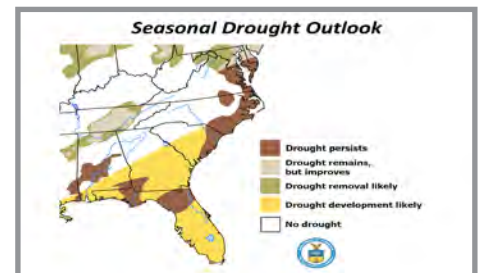 Seasonal Drought Outlook
Drought persists
Drought remains,
but improves
Drought removal likely
Drought development likely
No drought